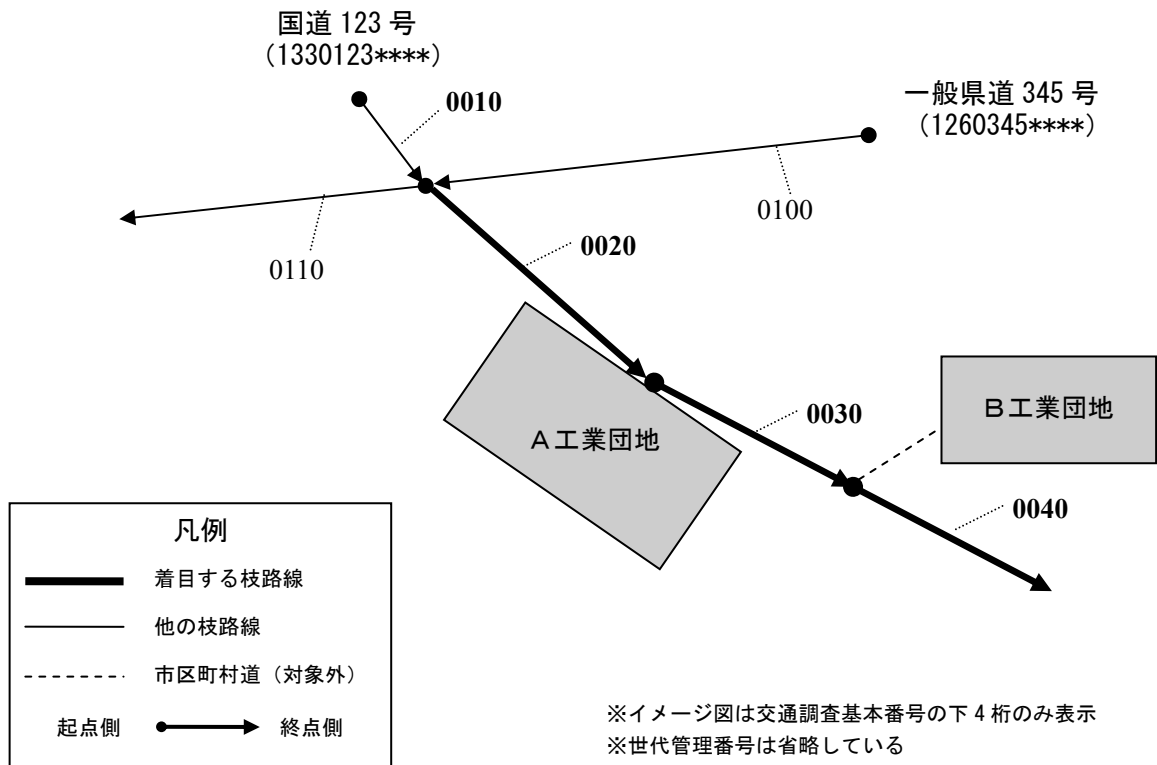 国道 123 号
（1330123****）
0010
一般県道 345 号
（1260345****）
0100
0110
0020
0030
A工業団地
B工業団地
0040
凡例
着目する枝路線
他の枝路線
市区町村道（対象外）
起点側
終点側
※イメージ図は交通調査基本番号の下 4 桁のみ表示
※世代管理番号は省略している